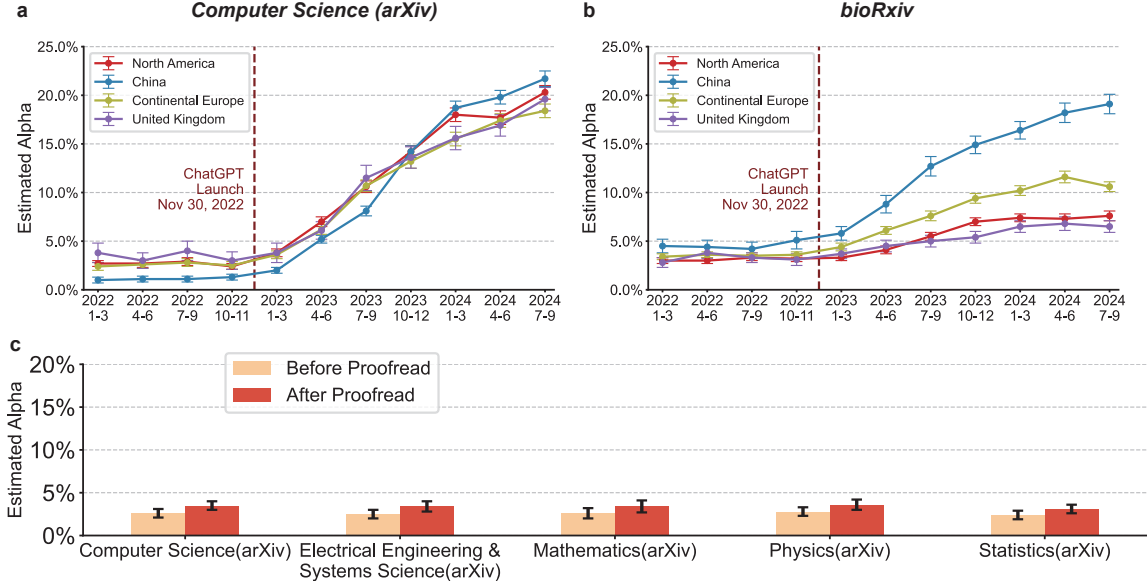 a
Computer Science (arXiv)
25.0%
20.0%
15.0%
10.0%
5.0%
0.0%
Estimated Alpha
North America
China
Continental Europe
United Kingdom
ChatGPT
Launch
Nov 30, 2022
2022 2022 2022 2022 2023 2023 2023 2023 2024 2024 2024
1-3 4-6 7-9 10-11 1-3 4-6 7-9 10-12 1-3 4-6 7-9
b
bioRxiv
25.0%
20.0%
15.0%
10.0%
5.0%
0.0%
Estimated Alpha
North America
China
Continental Europe
United Kingdom
ChatGPT
Launch
Nov 30, 2022
2022 2022 2022 2022 2023 2023 2023 2023 2024 2024 2024
1-3 4-6 7-9 10-11 1-3 4-6 7-9 10-12 1-3 4-6 7-9
c
20%
15%
10%
5%
0%
Estimated Alpha
Before Proofread
After Proofread
Computer Science(arXiv)
Electrical Engineering &
Systems Science(arXiv)
Mathematics(arXiv)
Physics(arXiv)
Statistics(arXiv)